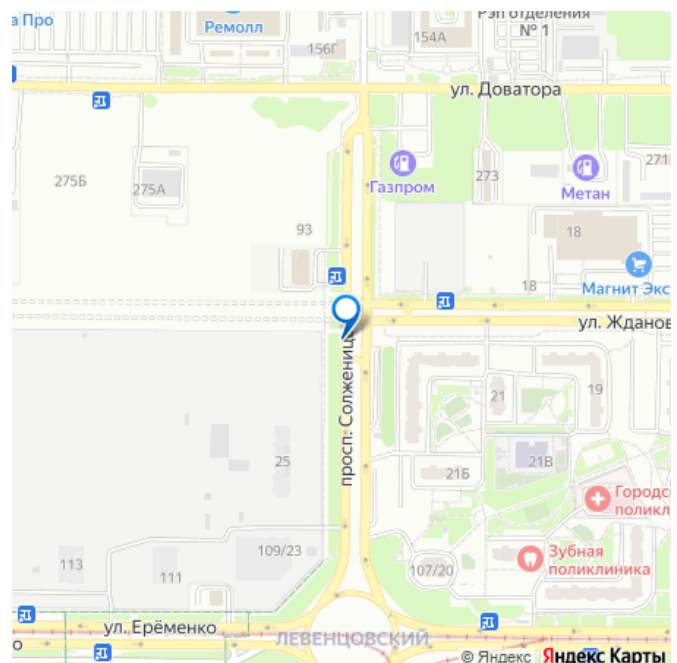 а Про
Ремолл
156Г
154А
Рэп отделения
№ 1
ул. Доватора
275Б
275А
Газпром
273
Метан
271
93
18
18
Магнит Экс
ул. Жданов
просп. Солженицы
21
19
25
21Б
21В
Городс
поликл
Зубная
поликлиника
109/23
113
111
107/20
ул. Ерёменко
ЛЕВЕНЦОВСКИЙ
о
© Яндекс Яндекс Карты